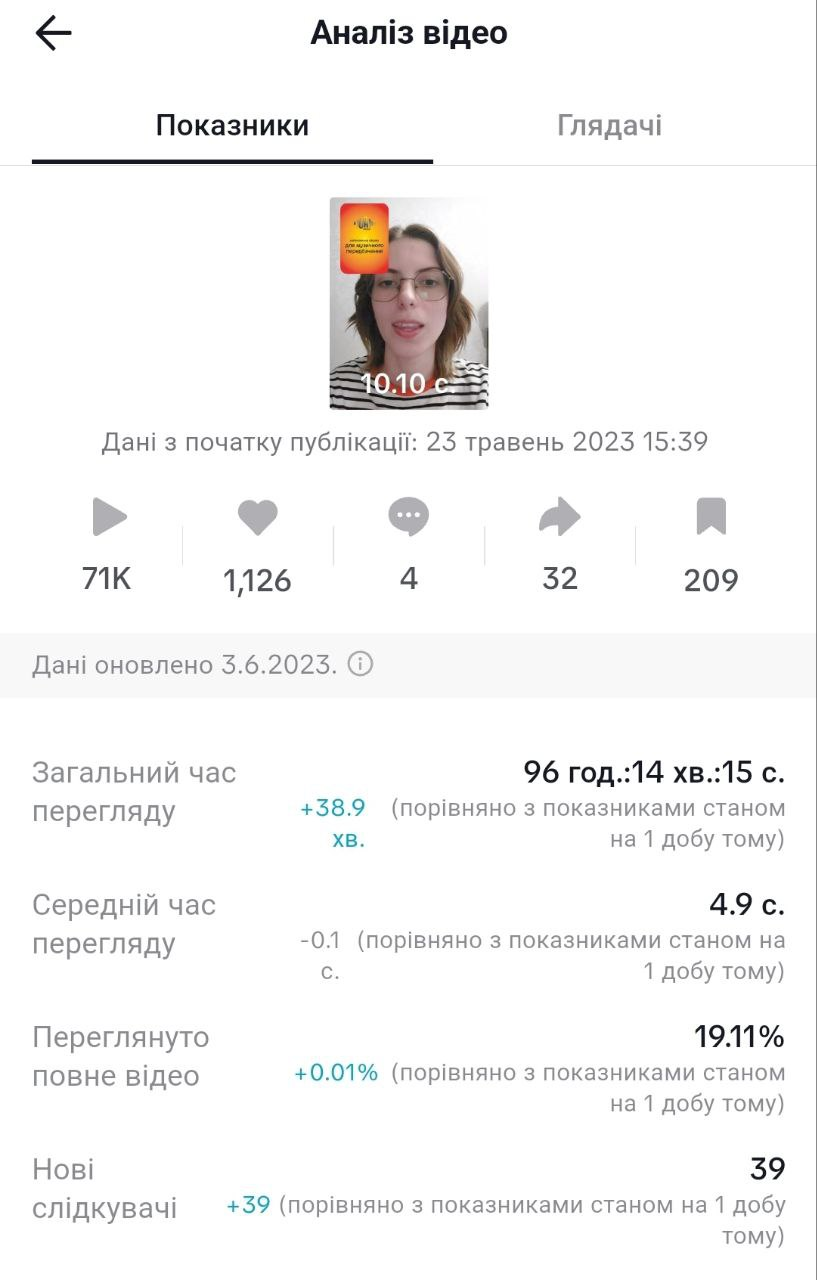 Аналіз відео
Показники
Глядачі
для музичного
передбачення
10.10 с.
Дані з початку публікації: 23 травень 2023 15:39
71K
1,126
4
32
209
Дані оновлено 3.6.2023.
Загальний час
перегляду
96 год.:14 хв.:15 с.
+38.9
хв.
(порівняно з показниками станом
на 1 добу тому)
Середній час
перегляду
4.9 с.
-0.1
с.
(порівняно з показниками станом на
1 добу тому)
Переглянуто
повне відео
19.11%
+0.01%
(порівняно з показниками станом
на 1 добу тому)
Нові
слідкувачі
39
+39
(порівняно з показниками станом на 1 добу
тому)